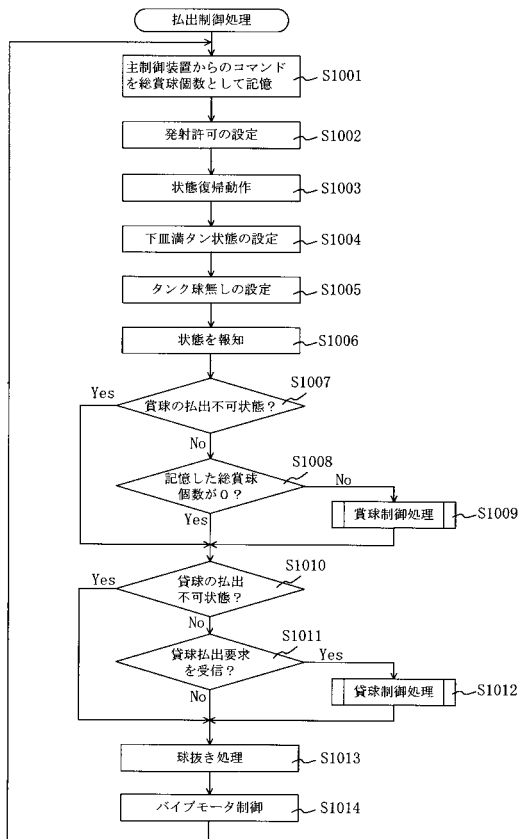 払出制御処理
主制御装置からのコマンド
を総賞球個数として記憶
S1001
発射許可の設定
S1002
状態復帰動作
S1003
下皿満タン状態の設定
S1004
タンク球無しの設定
S1005
状態を報知
S1006
S1007
Yes
賞球の払出不可状態？
No
S1008
記憶した総賞球
個数が０？
No
Yes
賞球制御処理
S1009
S1010
Yes
貸球の払出
不可状態？
No
S1011
貸球払出要求
を受信？
Yes
No
貸球制御処理
S1012
球抜き処理
S1013
バイブモータ制御
S1014